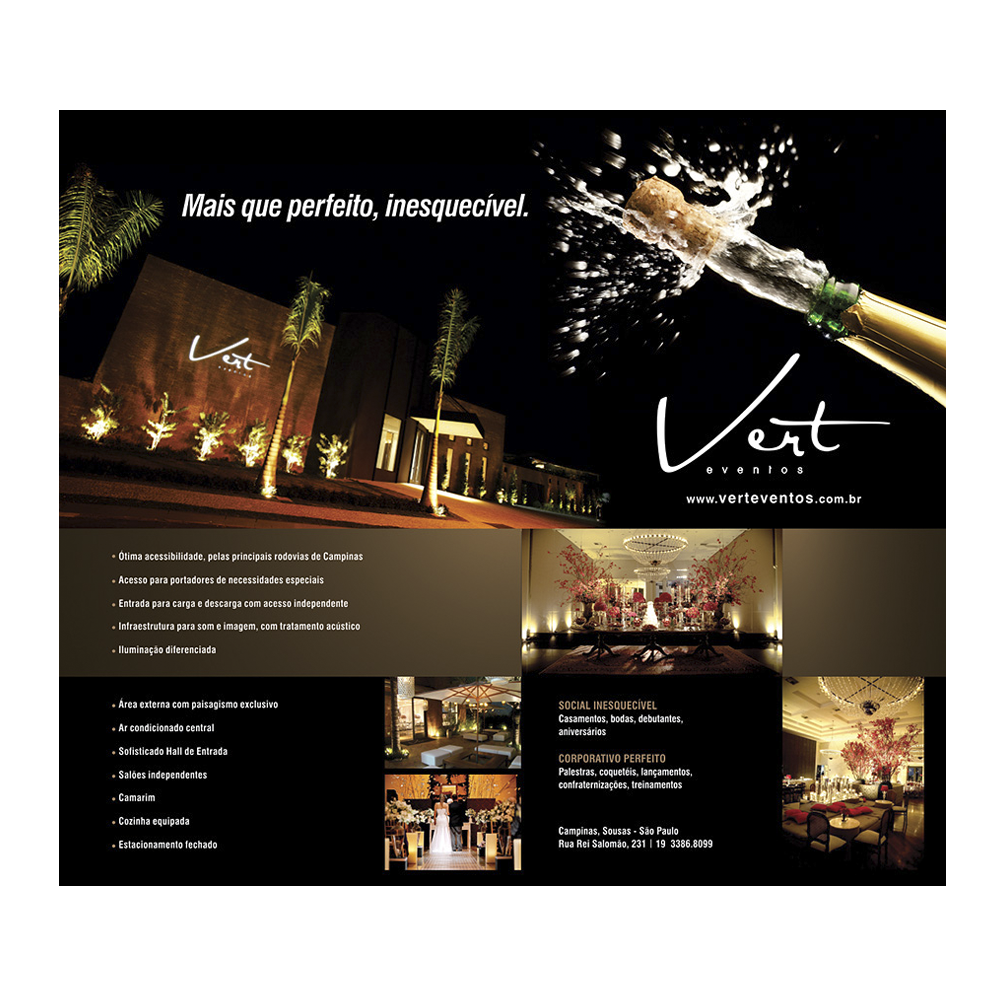 Mais que perfeito, inesquecível.
Vert
eventos
Vert
eventos
www.verteventos.com.br
• Ótima acessibilidade, pelas principais rodovias de Campinas
• Acesso para portadores de necessidades especiais
• Entrada para carga e descarga com acesso independente
• Infraestrutura para som e imagem, com tratamento acústico
• Iluminação diferenciada
• Área externa com paisagismo exclusivo
• Ar condicionado central
• Sofisticado Hall de Entrada
• Salões independentes
• Camarim
• Cozinha equipada
• Estacionamento fechado
SOCIAL INESQUECÍVEL
Casamentos, bodas, debutantes,
aniversários
CORPORATIVO PERFEITO
Palestras, coquetéis, lançamentos,
confraternizações, treinamentos
Campinas, Sousas - São Paulo
Rua Rei Salomão, 231 | 19 3386.8099